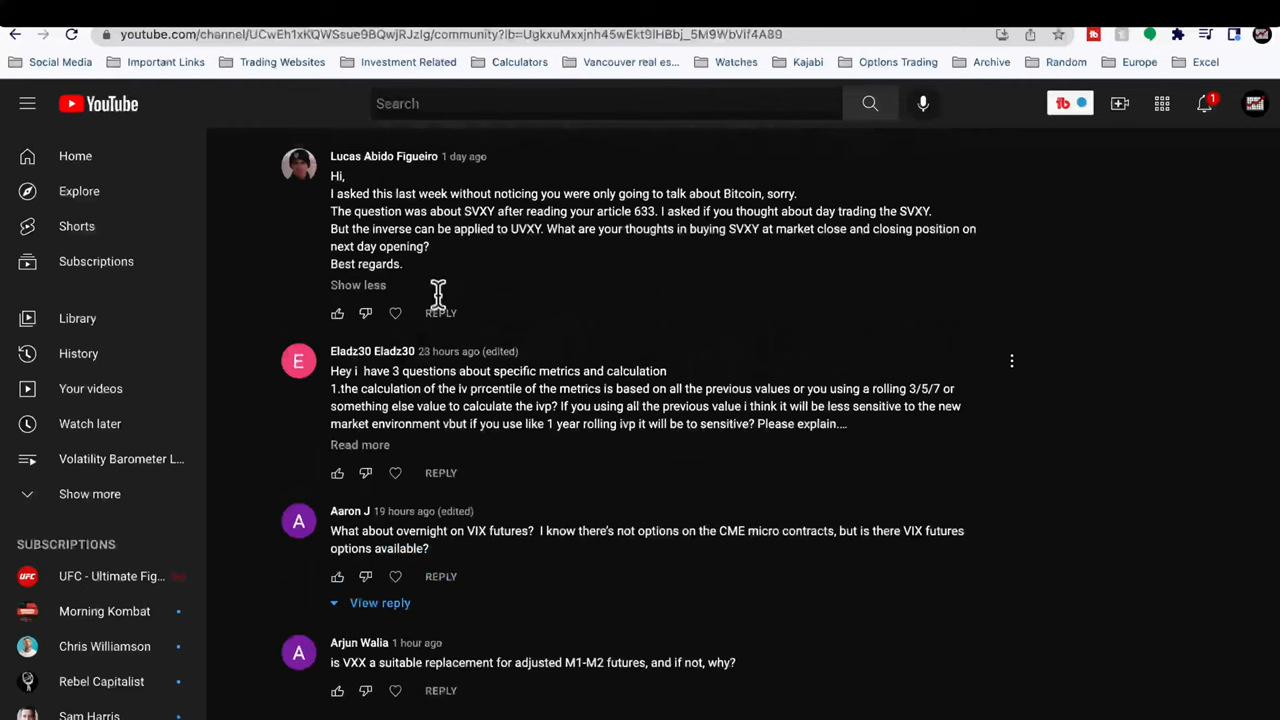 youtube.com/channel/UCwEh1xKQWSsue9BQwjRJzIg/community?lb=UgkxuMxxjnh45wEkt9lHBbj_5M9WbVif4A89
Social Media
Important Links
Trading Websites
Investment Related
Calculators
Vancouver real es...
Watches
Kajabi
Options Trading
Archive
Random
Europe
Excel
YouTube
Search
1
Home
Explore
Shorts
Subscriptions
Library
History
Your videos
Watch later
Volatility Barometer L...
Show more
SUBSCRIPTIONS
UFC - Ultimate Fig...
Morning Kombat
Chris Williamson
Rebel Capitalist
Sam Harris
Lucas Abido Figueiro 1 day ago
Hi,
I asked this last week without noticing you were only going to talk about Bitcoin, sorry.
The question was about SVXY after reading your article 633. I asked if you thought about day trading the SVXY.
But the inverse can be applied to UVXY. What are your thoughts in buying SVXY at market close and closing position on
next day opening?
Best regards.
Show less
REPLY
E
Eladz30 Eladz30 23 hours ago (edited)
Hey i have 3 questions about specific metrics and calculation
1.the calculation of the iv prrcentile of the metrics is based on all the previous values or you using a rolling 3/5/7 or
something else value to calculate the ivp? If you using all the previous value i think it will be less sensitive to the new
market environment vbut if you use like 1 year rolling ivp it will be to sensitive? Please explain....
Read more
REPLY
A
Aaron J 19 hours ago (edited)
What about overnight on VIX futures? I know there's not options on the CME micro contracts, but is there VIX futures
options available?
REPLY
View reply
A
Arjun Walia 1 hour ago
is VXX a suitable replacement for adjusted M1-M2 futures, and if not, why?
REPLY